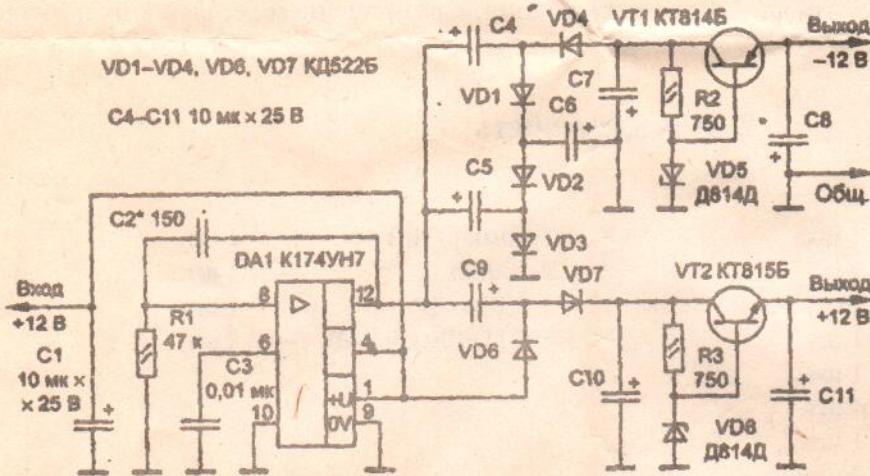 VD1–VD4, VD6, VD7 КД522Б
C4–C11 10 мк x 25 В
C4
VD4
VT1 КТ814Б
Выход
–12 В
VD1
C6
C7
R2
750
C8
C5
VD2
VD5
Д814Д
Общ.
C2* 150
DA1 К174УН7
VD3
C9
VD7
VT2 КТ815Б
Вход
+12 В
Выход
+12 В
R1
47 к
8
12
6
4
VD6
C1
10 мк x
x 25 В
C3
0,01 мк
1
+U
10
0V
9
C10
R3
750
C11
VD8
Д814Д